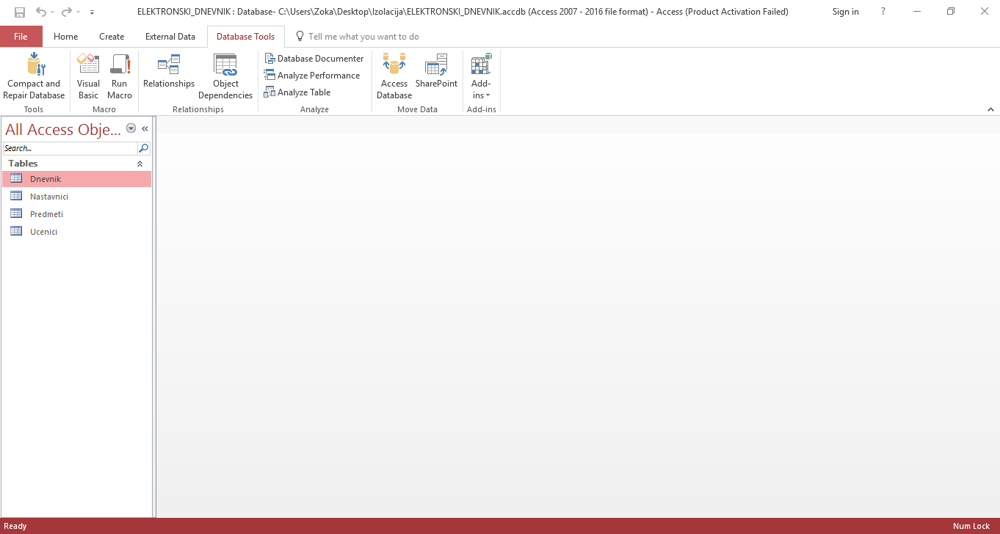 ELEKTRONSKI_DNEVNIK : Database- C:\Users\Zoka\Desktop\Izolacija\ELEKTRONSKI_DNEVNIK.accdb (Access 2007 - 2016 file format) - Access (Product Activation Failed)
Sign in
?
File
Home
Create
External Data
Database Tools
Tell me what you want to do
Compact and
Repair Database
Tools
Visual
Basic
Run
Macro
Macro
Relationships
Object
Dependencies
Relationships
Database Documenter
Analyze Performance
Analyze Table
Analyze
Access
Database
SharePoint
Move Data
Add-
ins
Add-ins
All Access Obje...
Search...
Tables
Dnevnik
Nastavnici
Predmeti
Ucenici
Ready
Num Lock